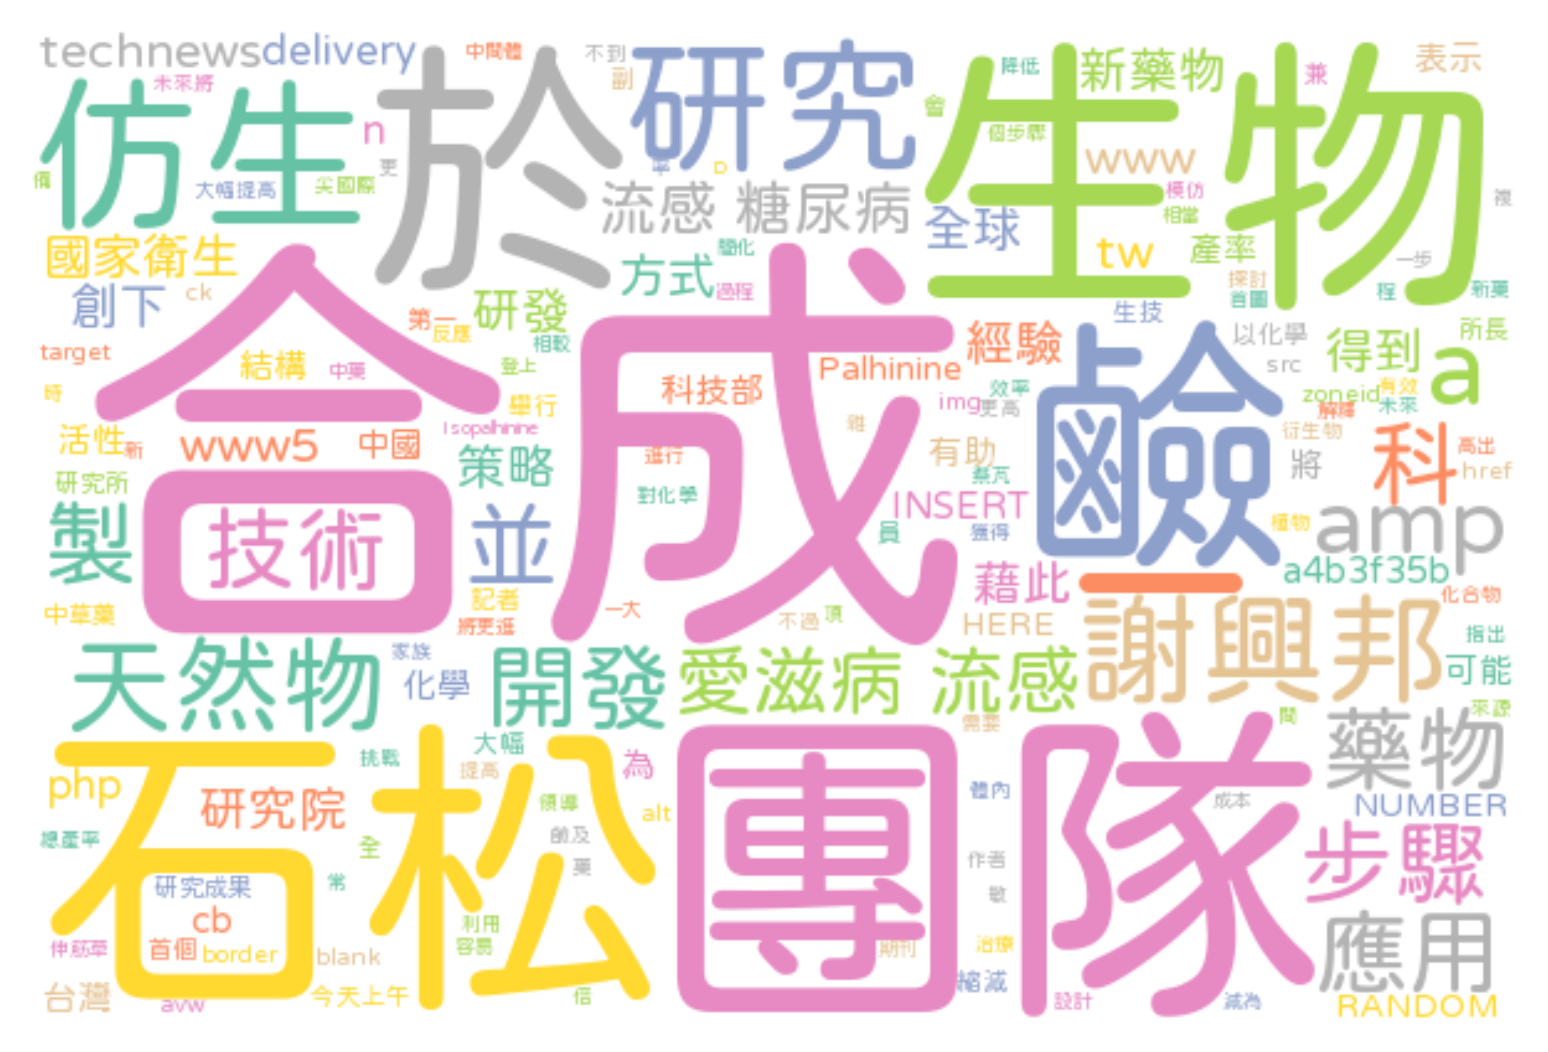 technews
delivery
中間體
不到
研究
生物
新藥物
降低
兼
表示
未來將
副
仿生
於
n
會
個步驟
www
更
率
D
大幅提高
尖國際
流感
糖尿病
全球
模仿
相當
複
國家衛生
簡化
tw
產率
一步
方式
過程
探討
首圖
程
新藥
創下
ck
研發
第一
反應
相較
生技
合成
target
結構
中藥
登上
Palhinine
經驗
鹼
以化學
得到
所長
src
a
時
科技部
效率
zoneid
有效
舉行
img
更高
解釋
未來
活性
新
www5
中國
Isopalhinine
雜
有助
衍生物
科
高出
研究所
策略
進行
將
href
對化學
INSERT
製
技術
並
員
獲得
植物
amp
藉此
一
a4b3f35b
中草藥
記者
一大
不過
項
HERE
化合物
將更進
謝興邦
指出
天然物
家族
化學
開發
愛滋病
流感
可能
需要
間
來源
石松
挑戰
大幅
提高
為
團隊
藥物
php
研究院
領導
alt
體內
成本
NUMBER
總產率
全
藥
作者
步驟
研究成果
常
敏
cb
利用
容易
伸筋草
首個
border
blank
期刊
治療
應用
台灣
avw
今天上午
倍
縮減
設計
減為
RANDOM